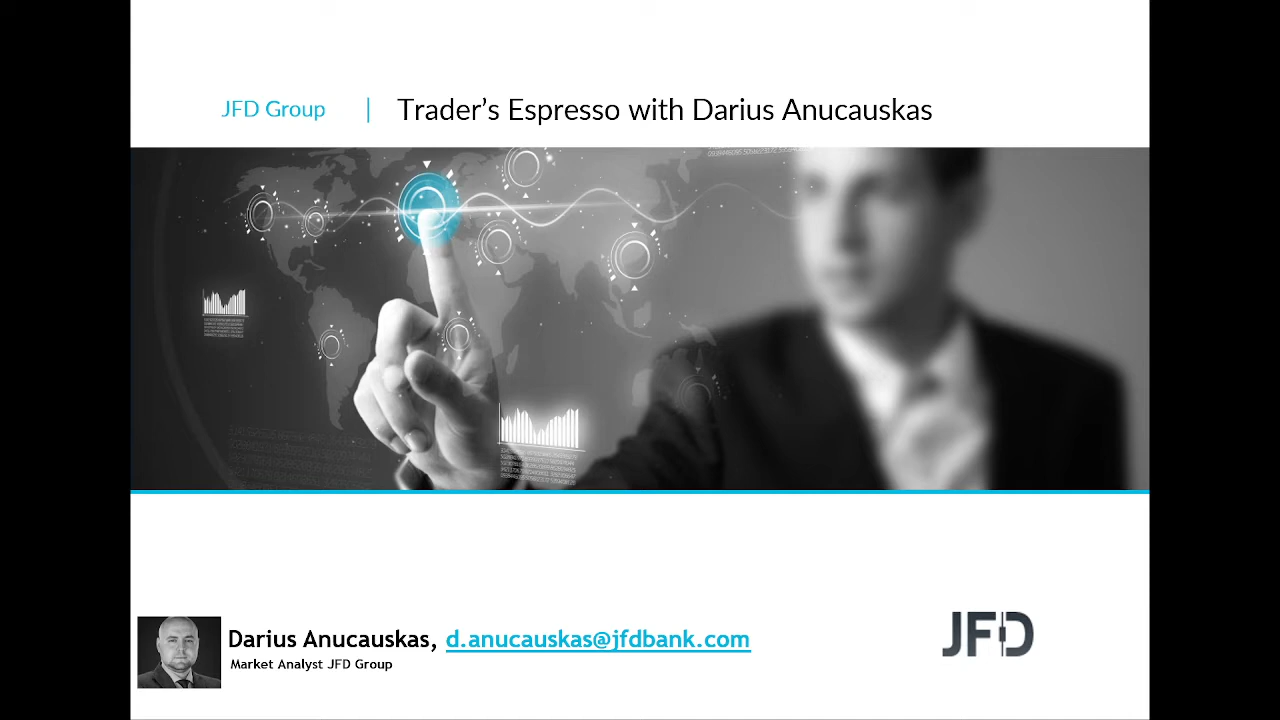 JFD Group | Trader's Espresso with Darius Anucauskas
Darius Anucauskas, d.anucauskas@jfdbank.com
Market Analyst JFD Group
JFD